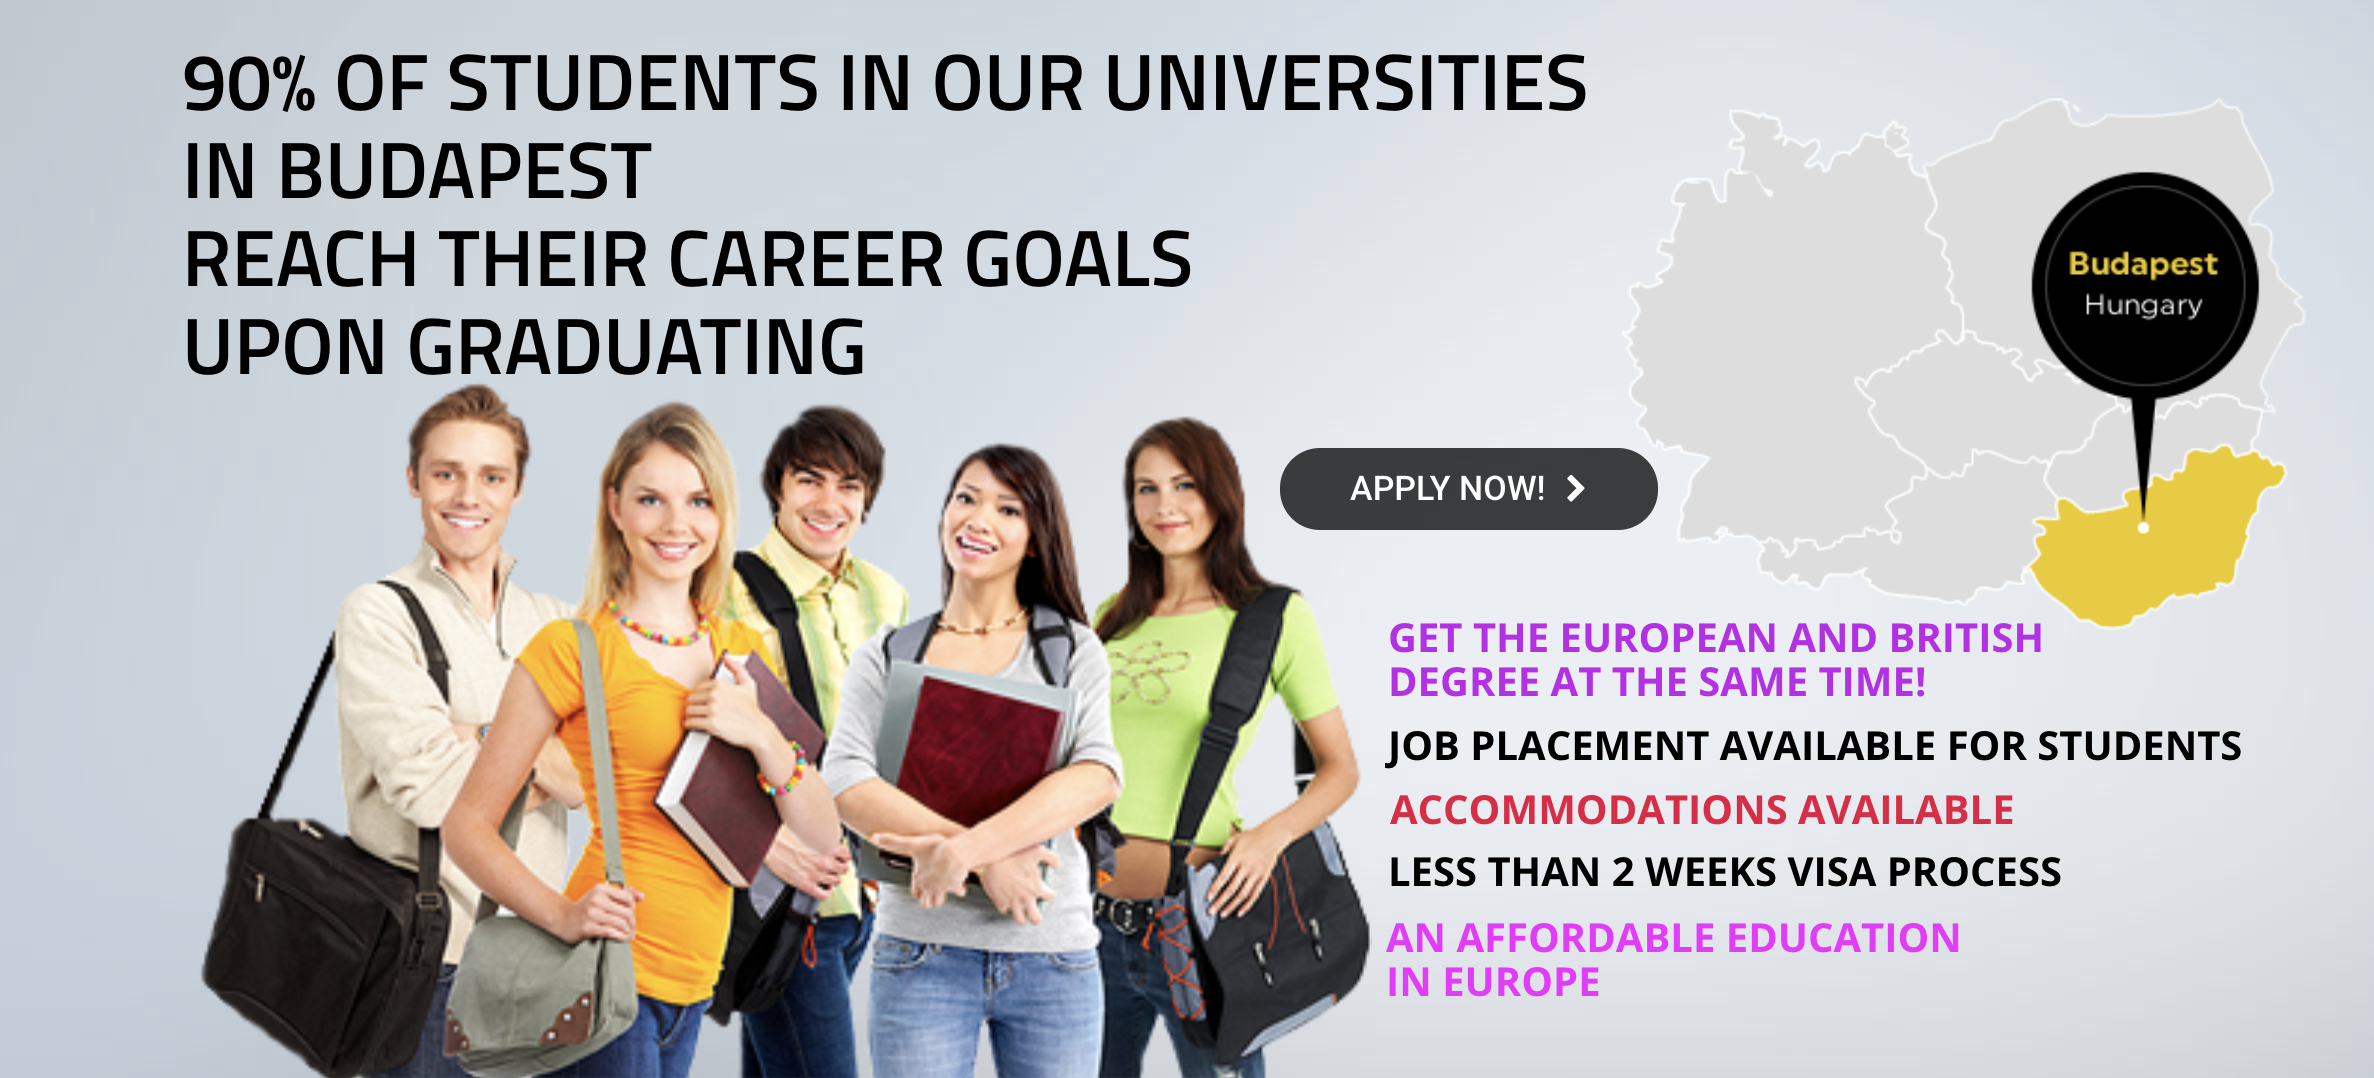 90% OF STUDENTS IN OUR UNIVERSITIES
IN BUDAPEST
REACH THEIR CAREER GOALS
UPON GRADUATING
Budapest
Hungary
APPLY NOW!
GET THE EUROPEAN AND BRITISH
DEGREE AT THE SAME TIME!
JOB PLACEMENT AVAILABLE FOR STUDENTS
ACCOMMODATIONS AVAILABLE
LESS THAN 2 WEEKS VISA PROCESS
AN AFFORDABLE EDUCATION
IN EUROPE